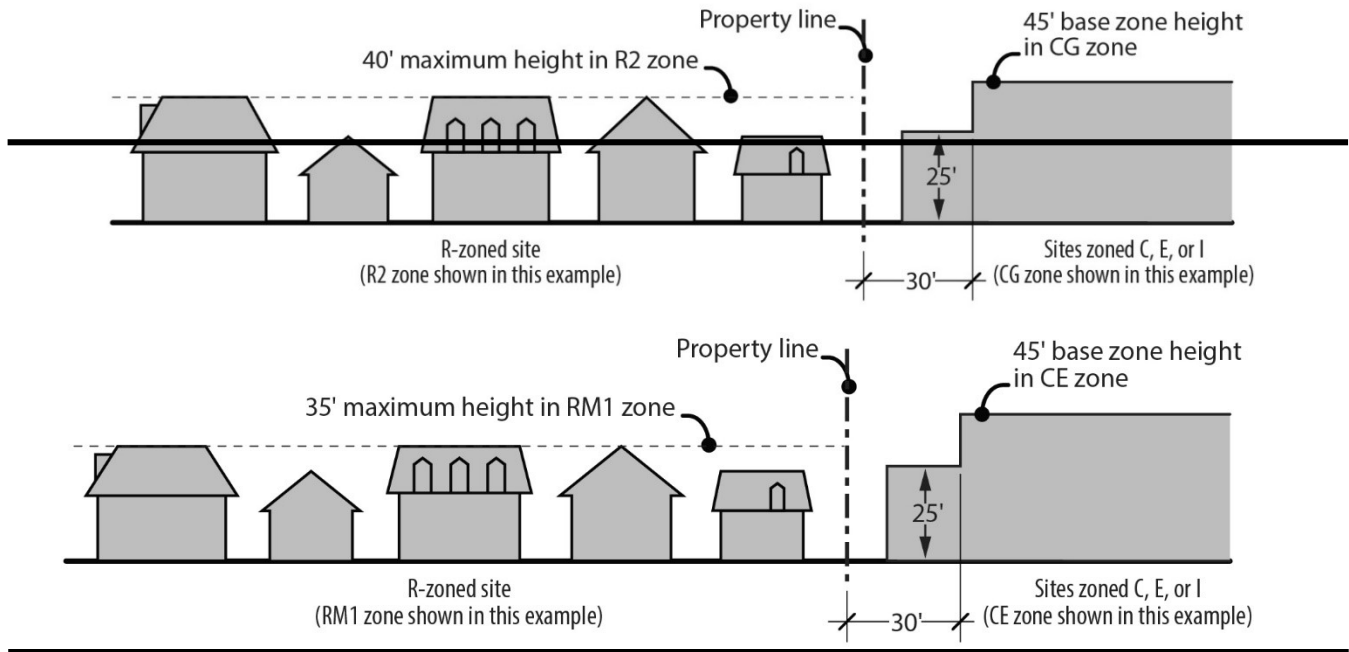 Property line
45' base zone height
in CG zone
40' maximum height in R2 zone
25'
R-zoned site
(R2 zone shown in this example)
Sites zoned C, E, or I
(CG zone shown in this example)
30'
Property line
45' base zone height
in CE zone
35' maximum height in RM1 zone
25'
R-zoned site
(RM1 zone shown in this example)
Sites zoned C, E, or I
(CE zone shown in this example)
30'